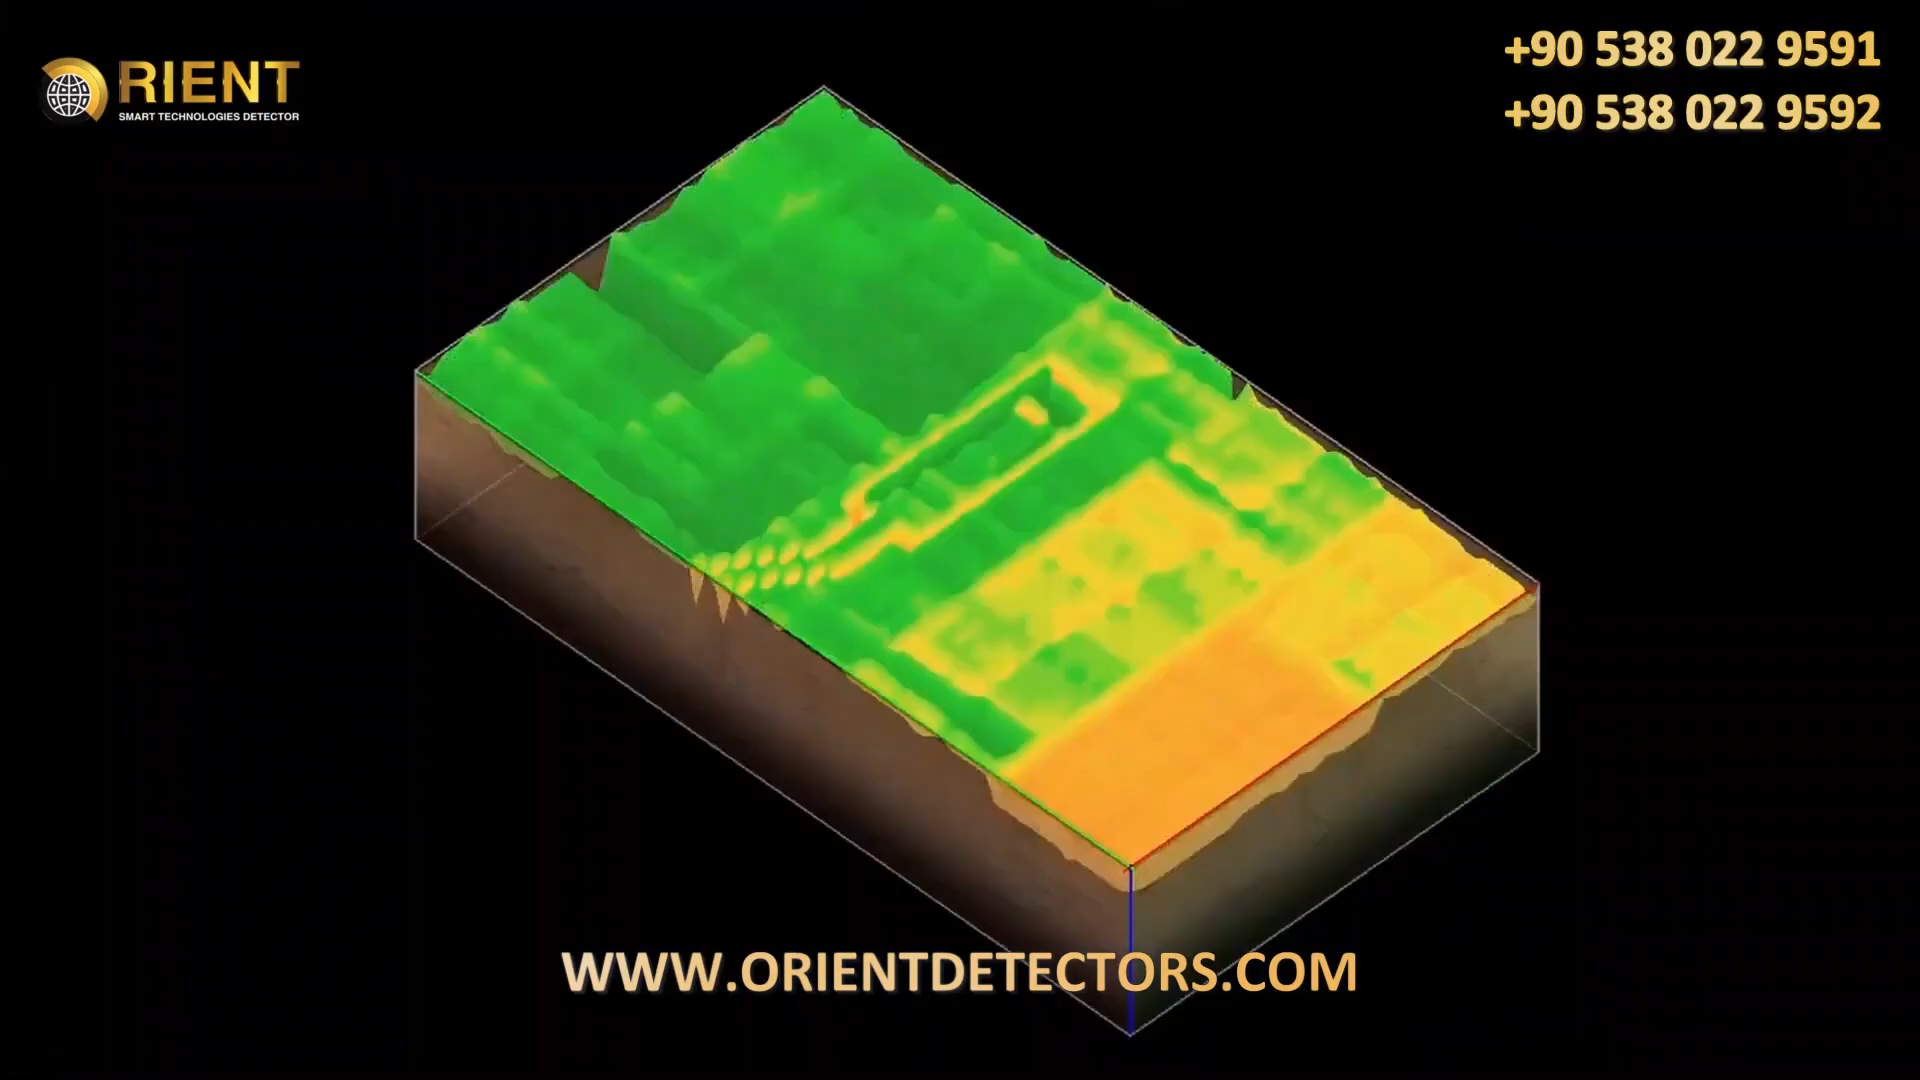 RIENT
SMART TECHNOLOGIES DETECTOR
+90 538 022 9591
+90 538 022 9592
WWW.ORIENTDETECTORS.COM